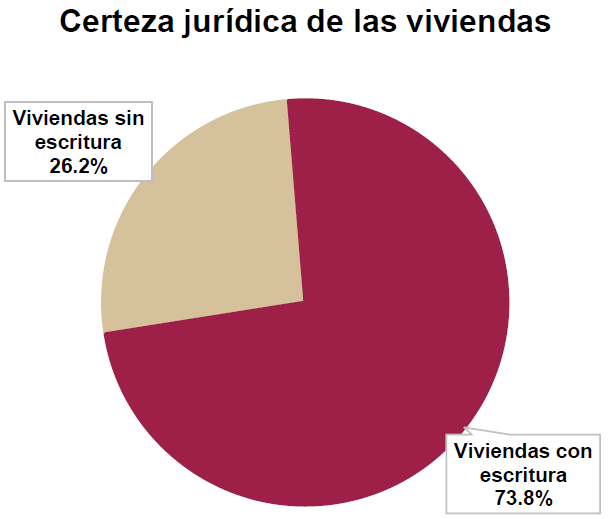 Certeza jurídica de las viviendas
Viviendas sin
escritura
26.2%
Viviendas con
escritura
73.8%